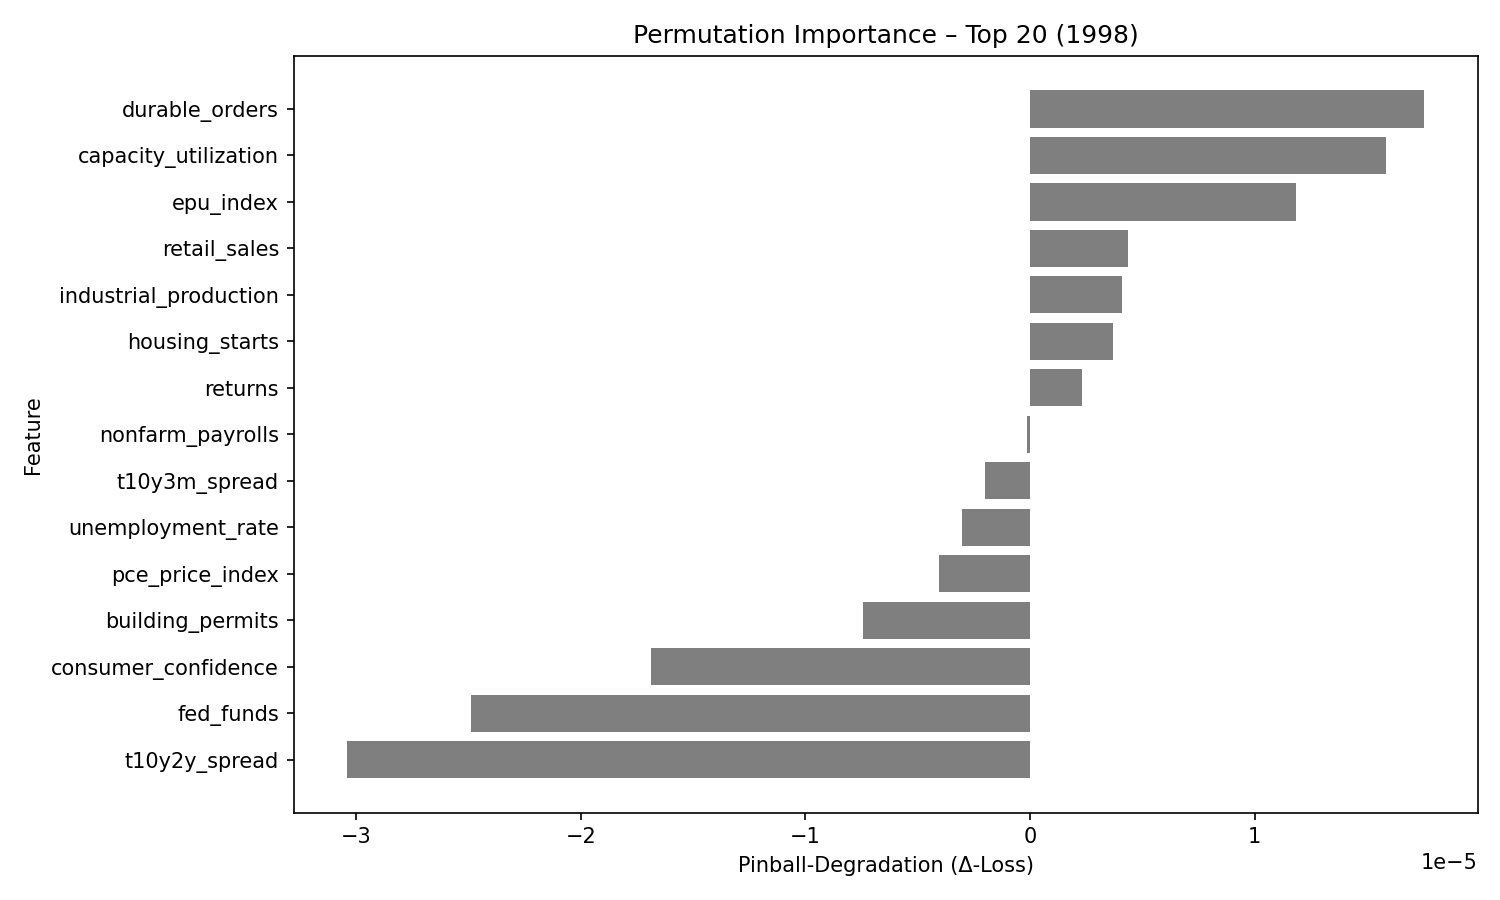 Permutation Importance – Top 20 (1998)
Feature
durable_orders
capacity_utilization
epu_index
retail_sales
industrial_production
housing_starts
returns
nonfarm_payrolls
t10y3m_spread
unemployment_rate
pce_price_index
building_permits
consumer_confidence
fed_funds
t10y2y_spread
−3 −2 −1 0 1
1e−5
Pinball-Degradation (Δ-Loss)